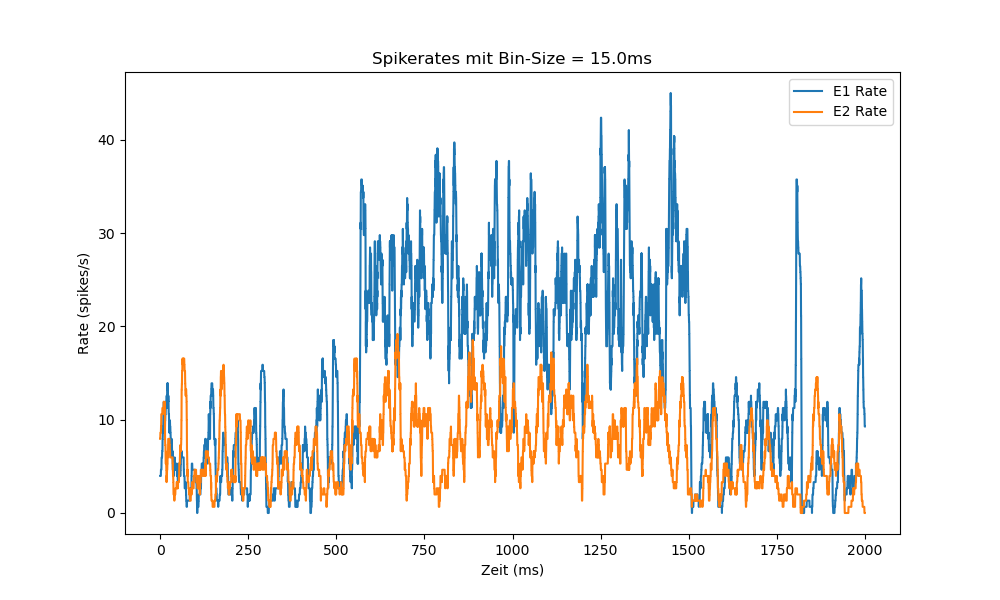 Spikerates mit Bin-Size = 15.0ms
E1 Rate
E2 Rate
Rate (spikes/s)
40
30
20
10
0
0 250 500 750 1000 1250 1500 1750 2000
Zeit (ms)